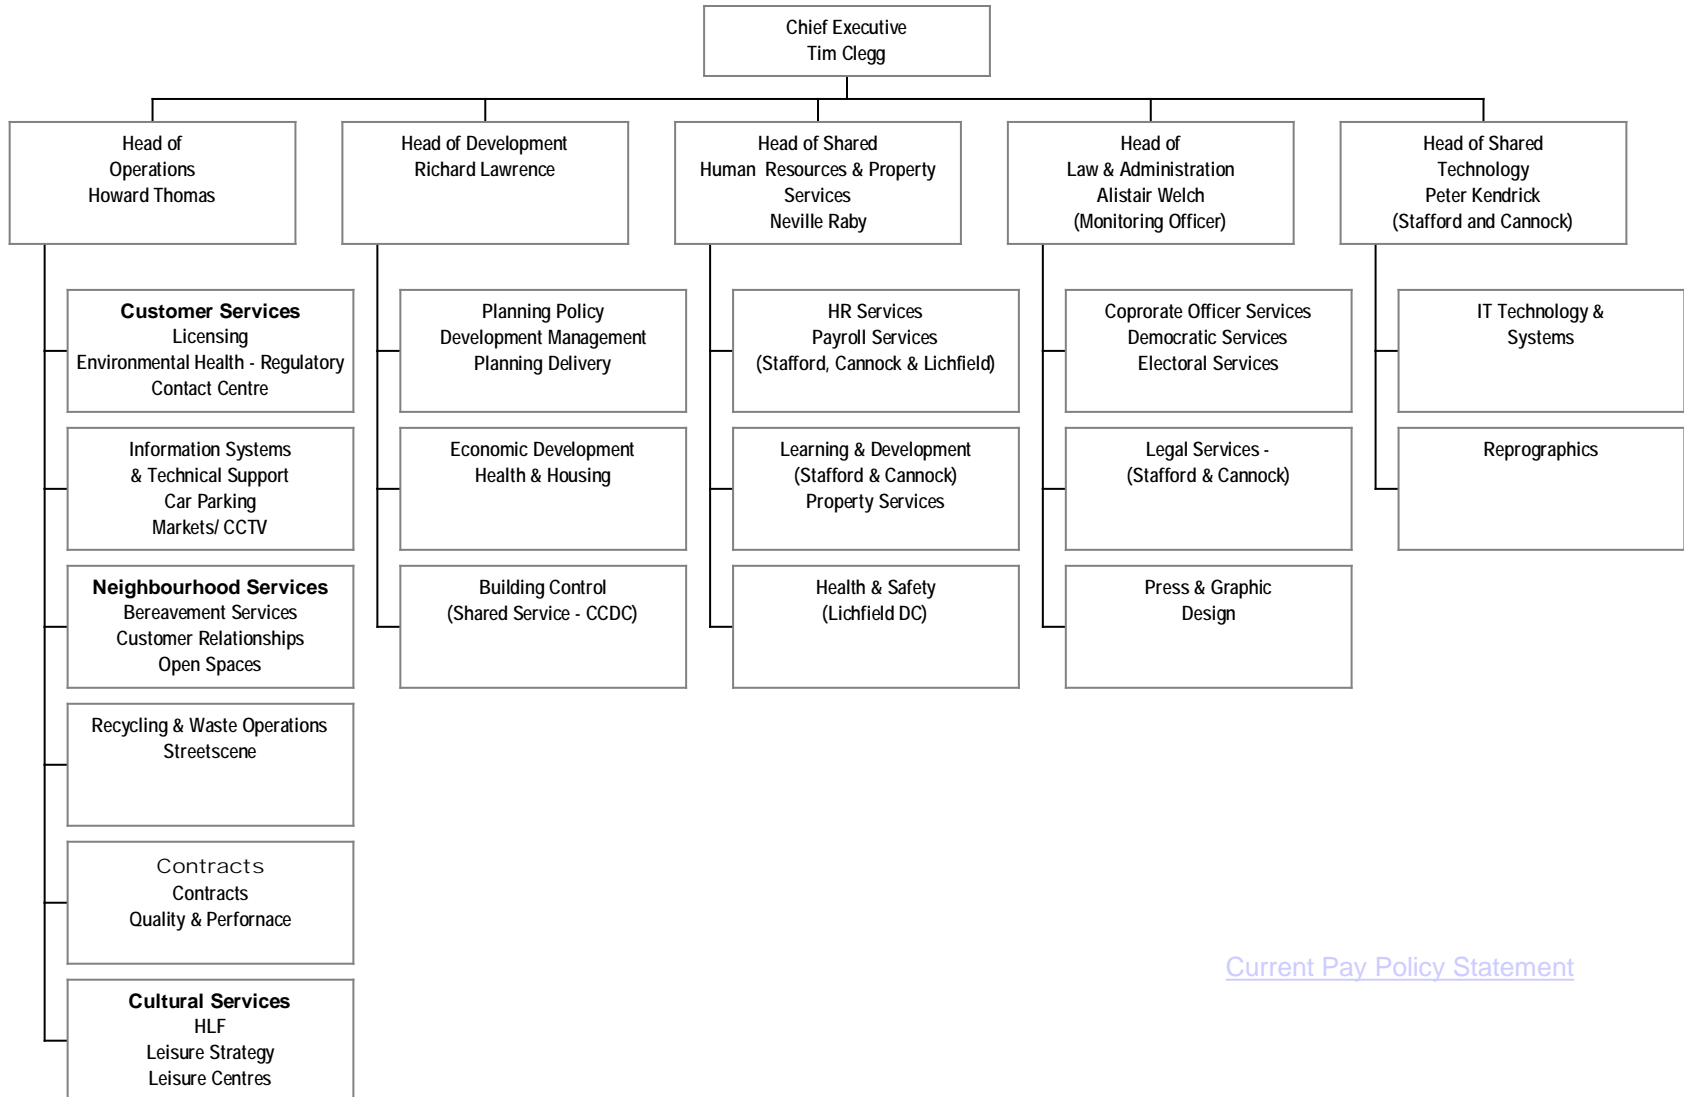 Chief Executive
Tim Clegg
Head of
Operations
Howard Thomas
Head of Development
Richard Lawrence
Head of Shared
Human Resources & Property
Services
Neville Raby
Head of
Law & Administration
Alistair Welch
(Monitoring Officer)
Head of Shared
Technology
Peter Kendrick
(Stafford and Cannock)
Customer Services
Licensing
Environmental Health - Regulatory
Contact Centre
Information Systems
& Technical Support
Car Parking
Markets/ CCTV
Neighbourhood Services
Bereavement Services
Customer Relationships
Open Spaces
Recycling & Waste Operations
Streetscene
Contracts
Contracts
Quality & Perfornace
Cultural Services
HLF
Leisure Strategy
Leisure Centres
Planning Policy
Development Management
Planning Delivery
Economic Development
Health & Housing
Building Control
(Shared Service - CCDC)
HR Services
Payroll Services
(Stafford, Cannock & Lichfield)
Learning & Development
(Stafford & Cannock)
Property Services
Health & Safety
(Lichfield DC)
Coprorate Officer Services
Democratic Services
Electoral Services
Legal Services -
(Stafford & Cannock)
Press & Graphic
Design
IT Technology &
Systems
Reprographics
Current Pay Policy Statement